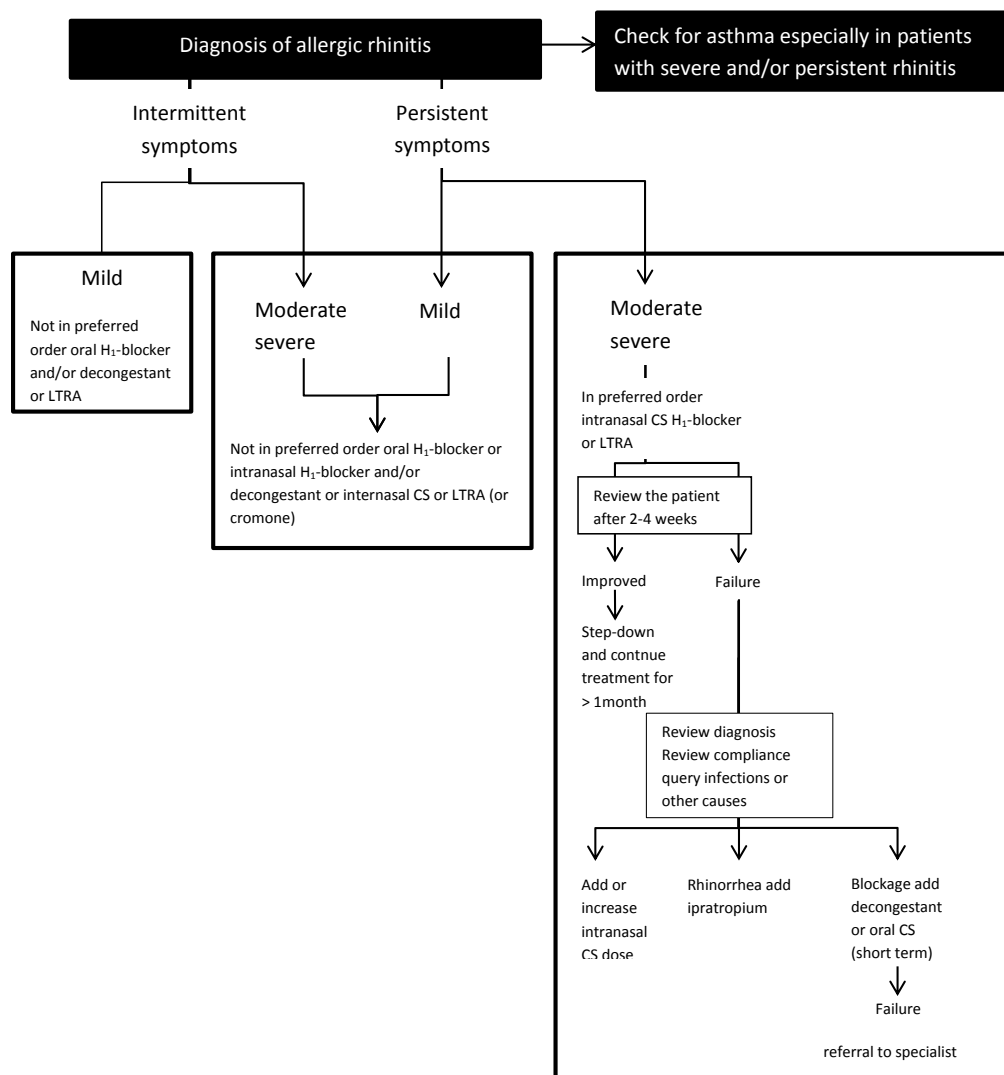 Diagnosis of allergic rhinitis
Check for asthma especially in patients
with severe and/or persistent rhinitis
Intermittent
symptoms
Persistent
symptoms
Mild
Not in preferred
order oral H₁-blocker
and/or decongestant
or LTRA
Moderate
severe
Mild
Not in preferred order oral H₁-blocker or
intranasal H₁-blocker and/or
decongestant or internasal CS or LTRA (or
cromone)
Moderate
severe
In preferred order
intranasal CS H₁-blocker
or LTRA
Review the patient
after 2-4 weeks
Improved
Failure
Step-down
and contnue
treatment for
> 1month
Review diagnosis
Review compliance
query infections or
other causes
Add or
increase
intranasal
CS dose
Rhinorrhea add
ipratropium
Blockage add
decongestant
or oral CS
(short term)
Failure
referral to specialist